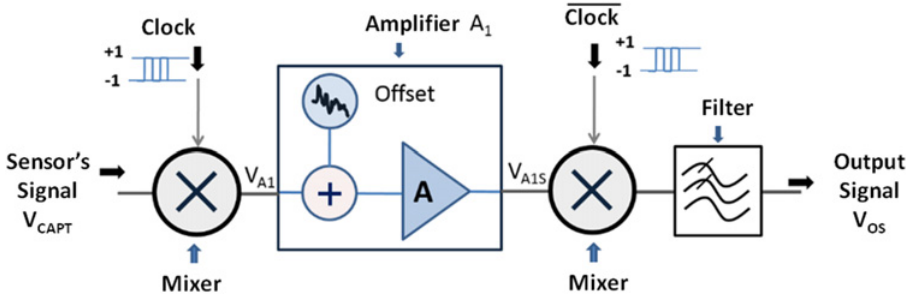 Clock
+1
-1
Amplifier A1
Offset
Clock
+1
-1
Filter
Sensor's
Signal
VCAPT
VA1
+
A
VA1S
Output
Signal
VOS
Mixer
Mixer